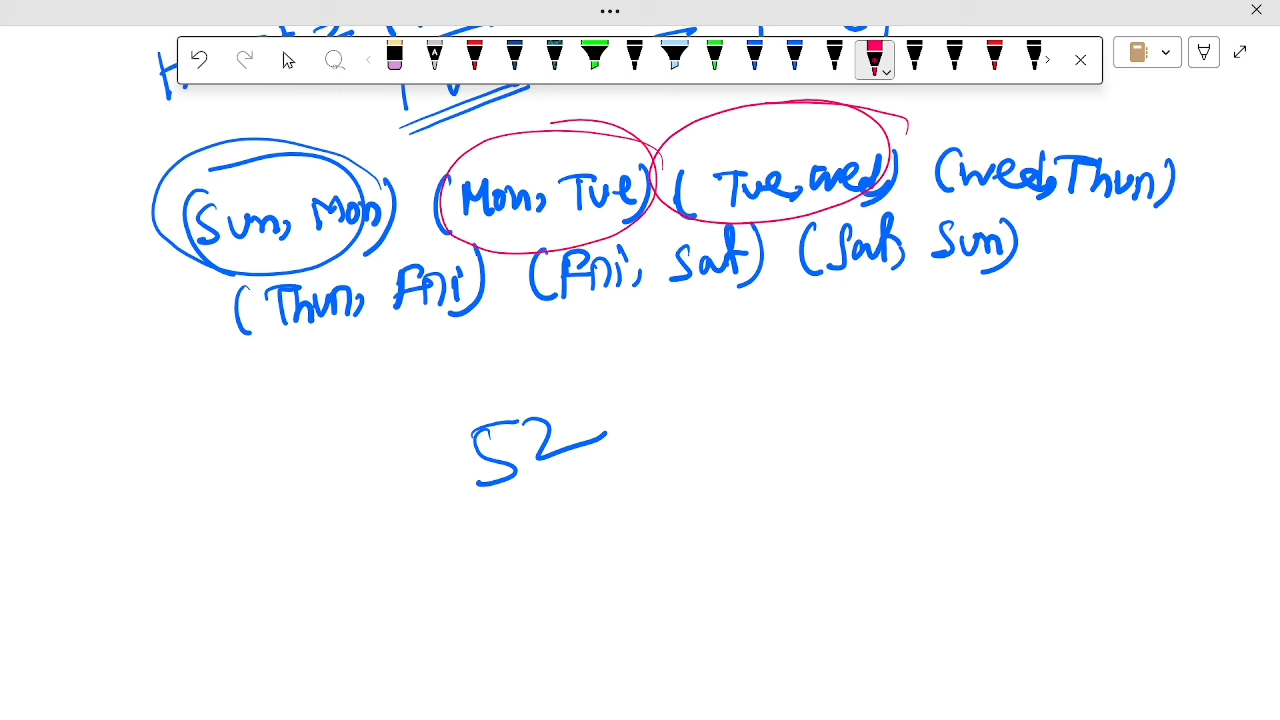 (Sun, Mon) (Mon, Tue) (Tue, wed) (wed, Thur)
(Thur, Fri) (Fri, Sat) (Sat, Sun)
52